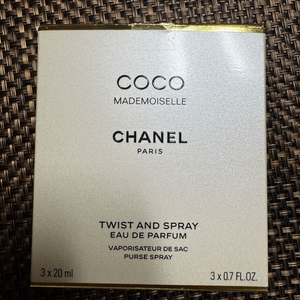 COCO
MADEMOISELLE
CHANEL
PARIS
TWIST AND SPRAY
EAU DE PARFUM
VAPORISATEUR DE SAC
PURSE SPRAY
3 x 20 ml 3 x 0.7 FL.OZ.